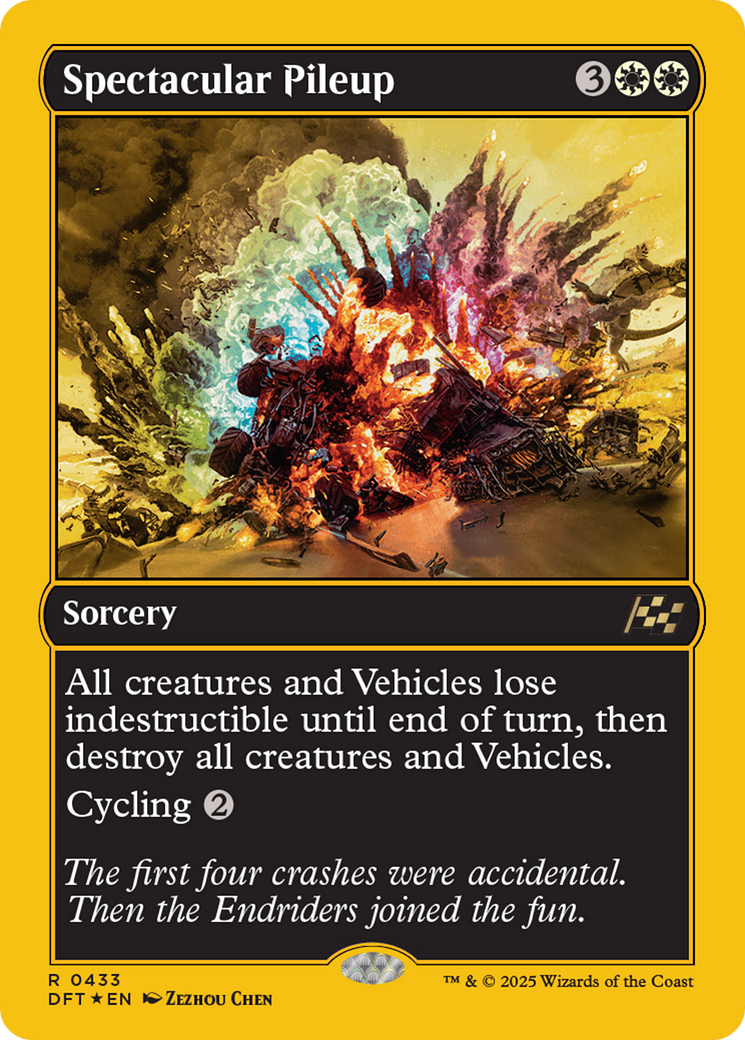 Spectacular Pileup 3
Sorcery
All creatures and Vehicles lose
indestructible until end of turn, then
destroy all creatures and Vehicles.
Cycling 2
The first four crashes were accidental.
Then the Endriders joined the fun.
R 0433
DFT★EN Zezhou Chen
™ & © 2025 Wizards of the Coast